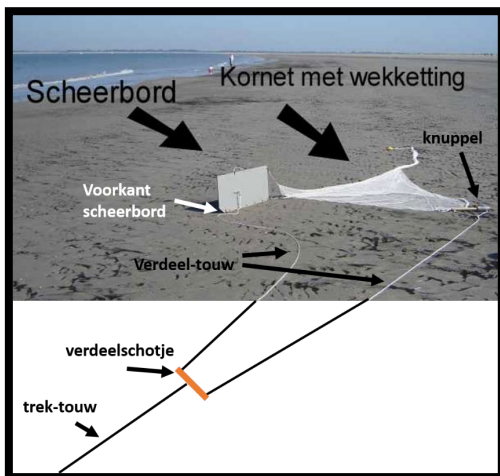 Scheerbord
Kornet met wekketting
knuppel
Voorkant
scheerbord
Verdeel-touw
verdeelschotje
trek-touw